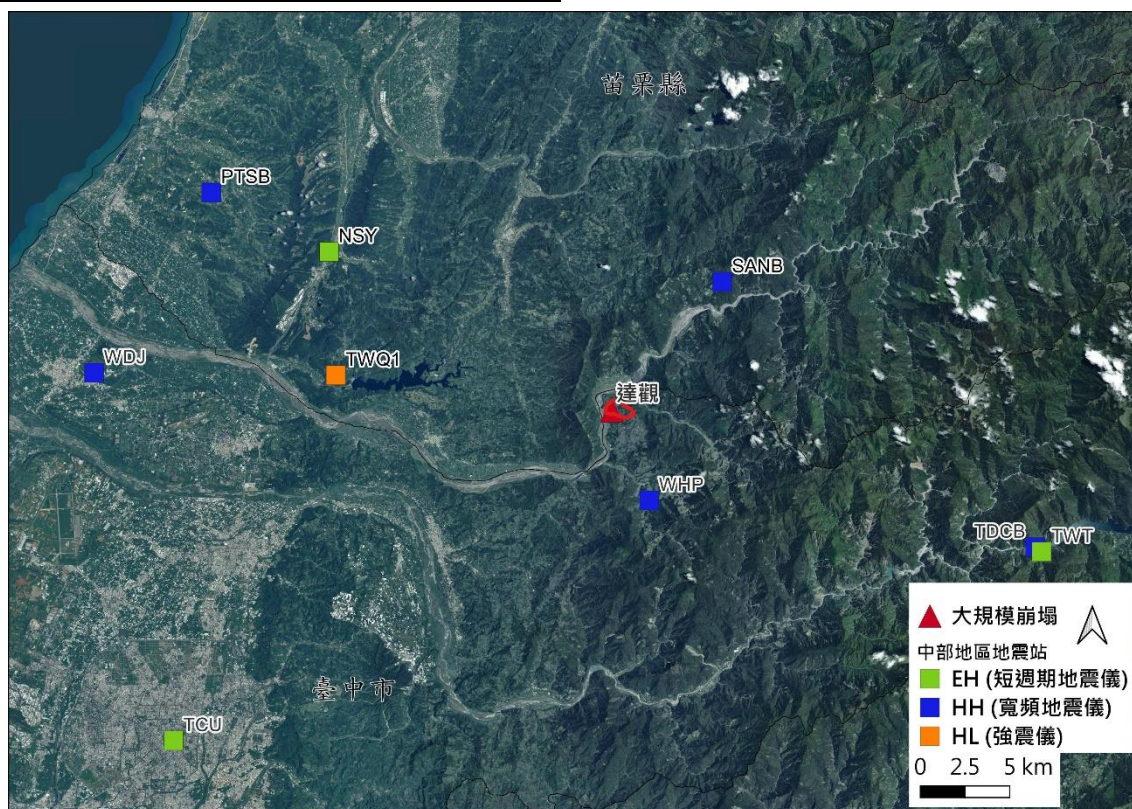 苗栗縣
PTSB
NSY
SANB
WDJ
TWQ1
達觀
WHP
TDCB
TWT
臺中市
TCU
大規模崩塌
中部地區地震站
EH (短週期地震儀)
HH (寬頻地震儀)
HL (強震儀)
0 2.5 5 km